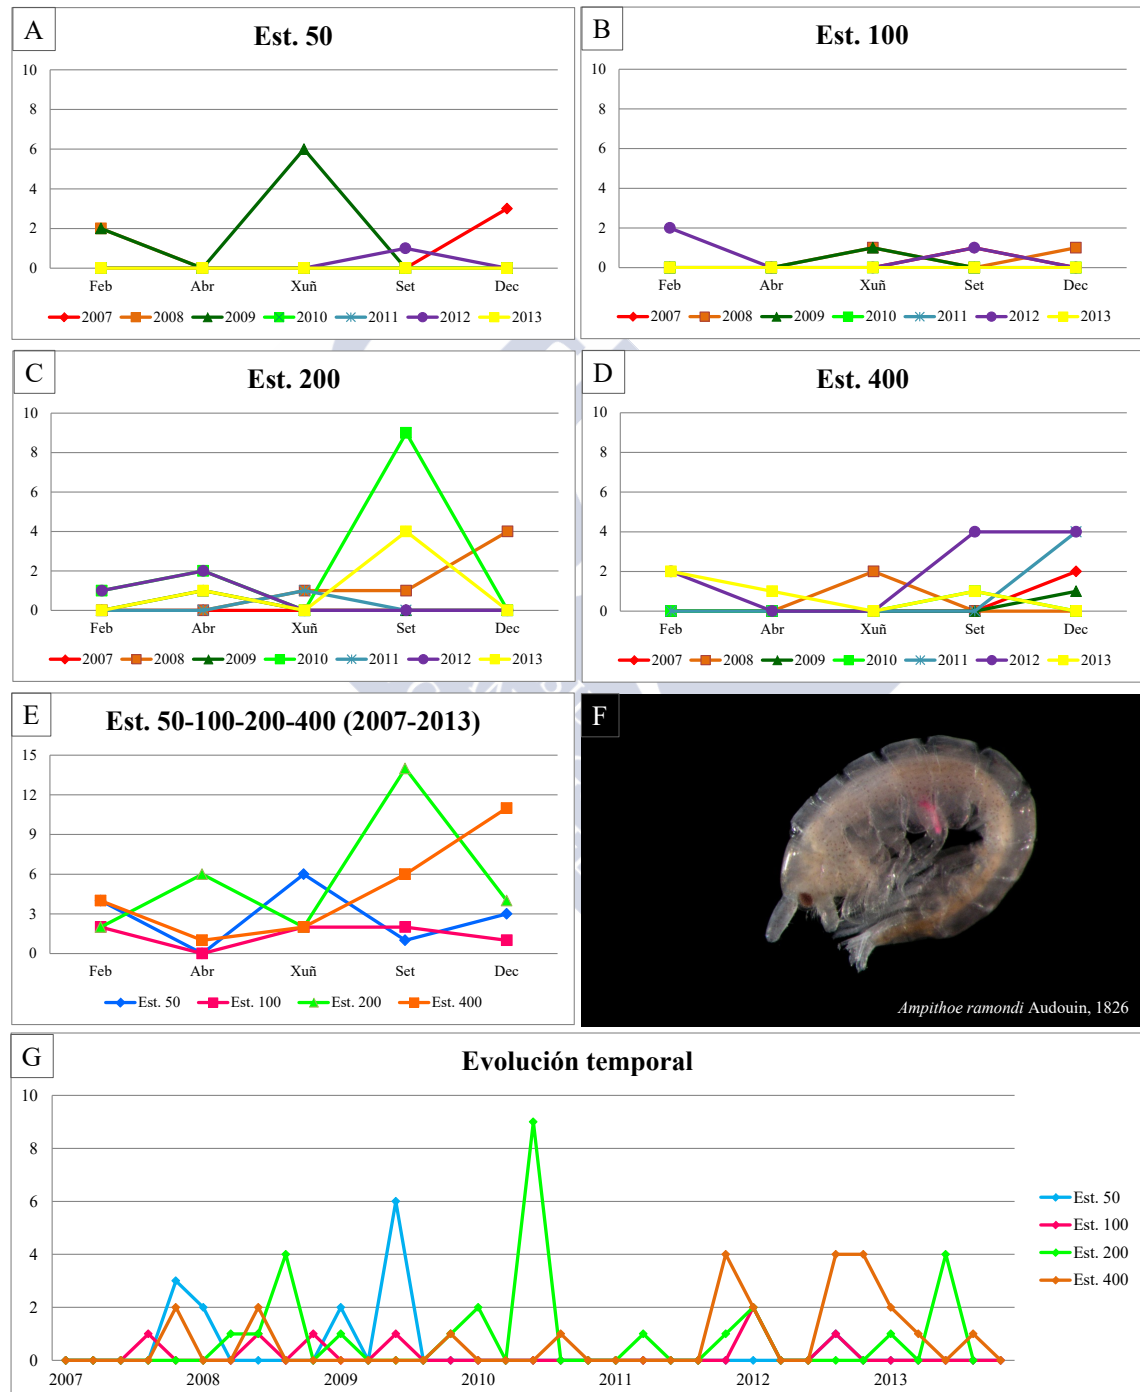 A
Est. 50
10
8
6
4
2
0
Feb Abr Xuñ Set Dec
2007 2008 2009 2010 2011 2012 2013
B
Est. 100
10
8
6
4
2
0
Feb Abr Xuñ Set Dec
2007 2008 2009 2010 2011 2012 2013
C
Est. 200
10
8
6
4
2
0
Feb Abr Xuñ Set Dec
2007 2008 2009 2010 2011 2012 2013
D
Est. 400
10
8
6
4
2
0
Feb Abr Xuñ Set Dec
2007 2008 2009 2010 2011 2012 2013
E
Est. 50-100-200-400 (2007-2013)
15
12
9
6
3
0
Feb Abr Xuñ Set Dec
Est. 50 Est. 100 Est. 200 Est. 400
F
Ampithoe ramondi Audouin, 1826
G
Evolución temporal
10
8
6
4
2
0
2007 2008 2009 2010 2011 2012 2013
Est. 50
Est. 100
Est. 200
Est. 400